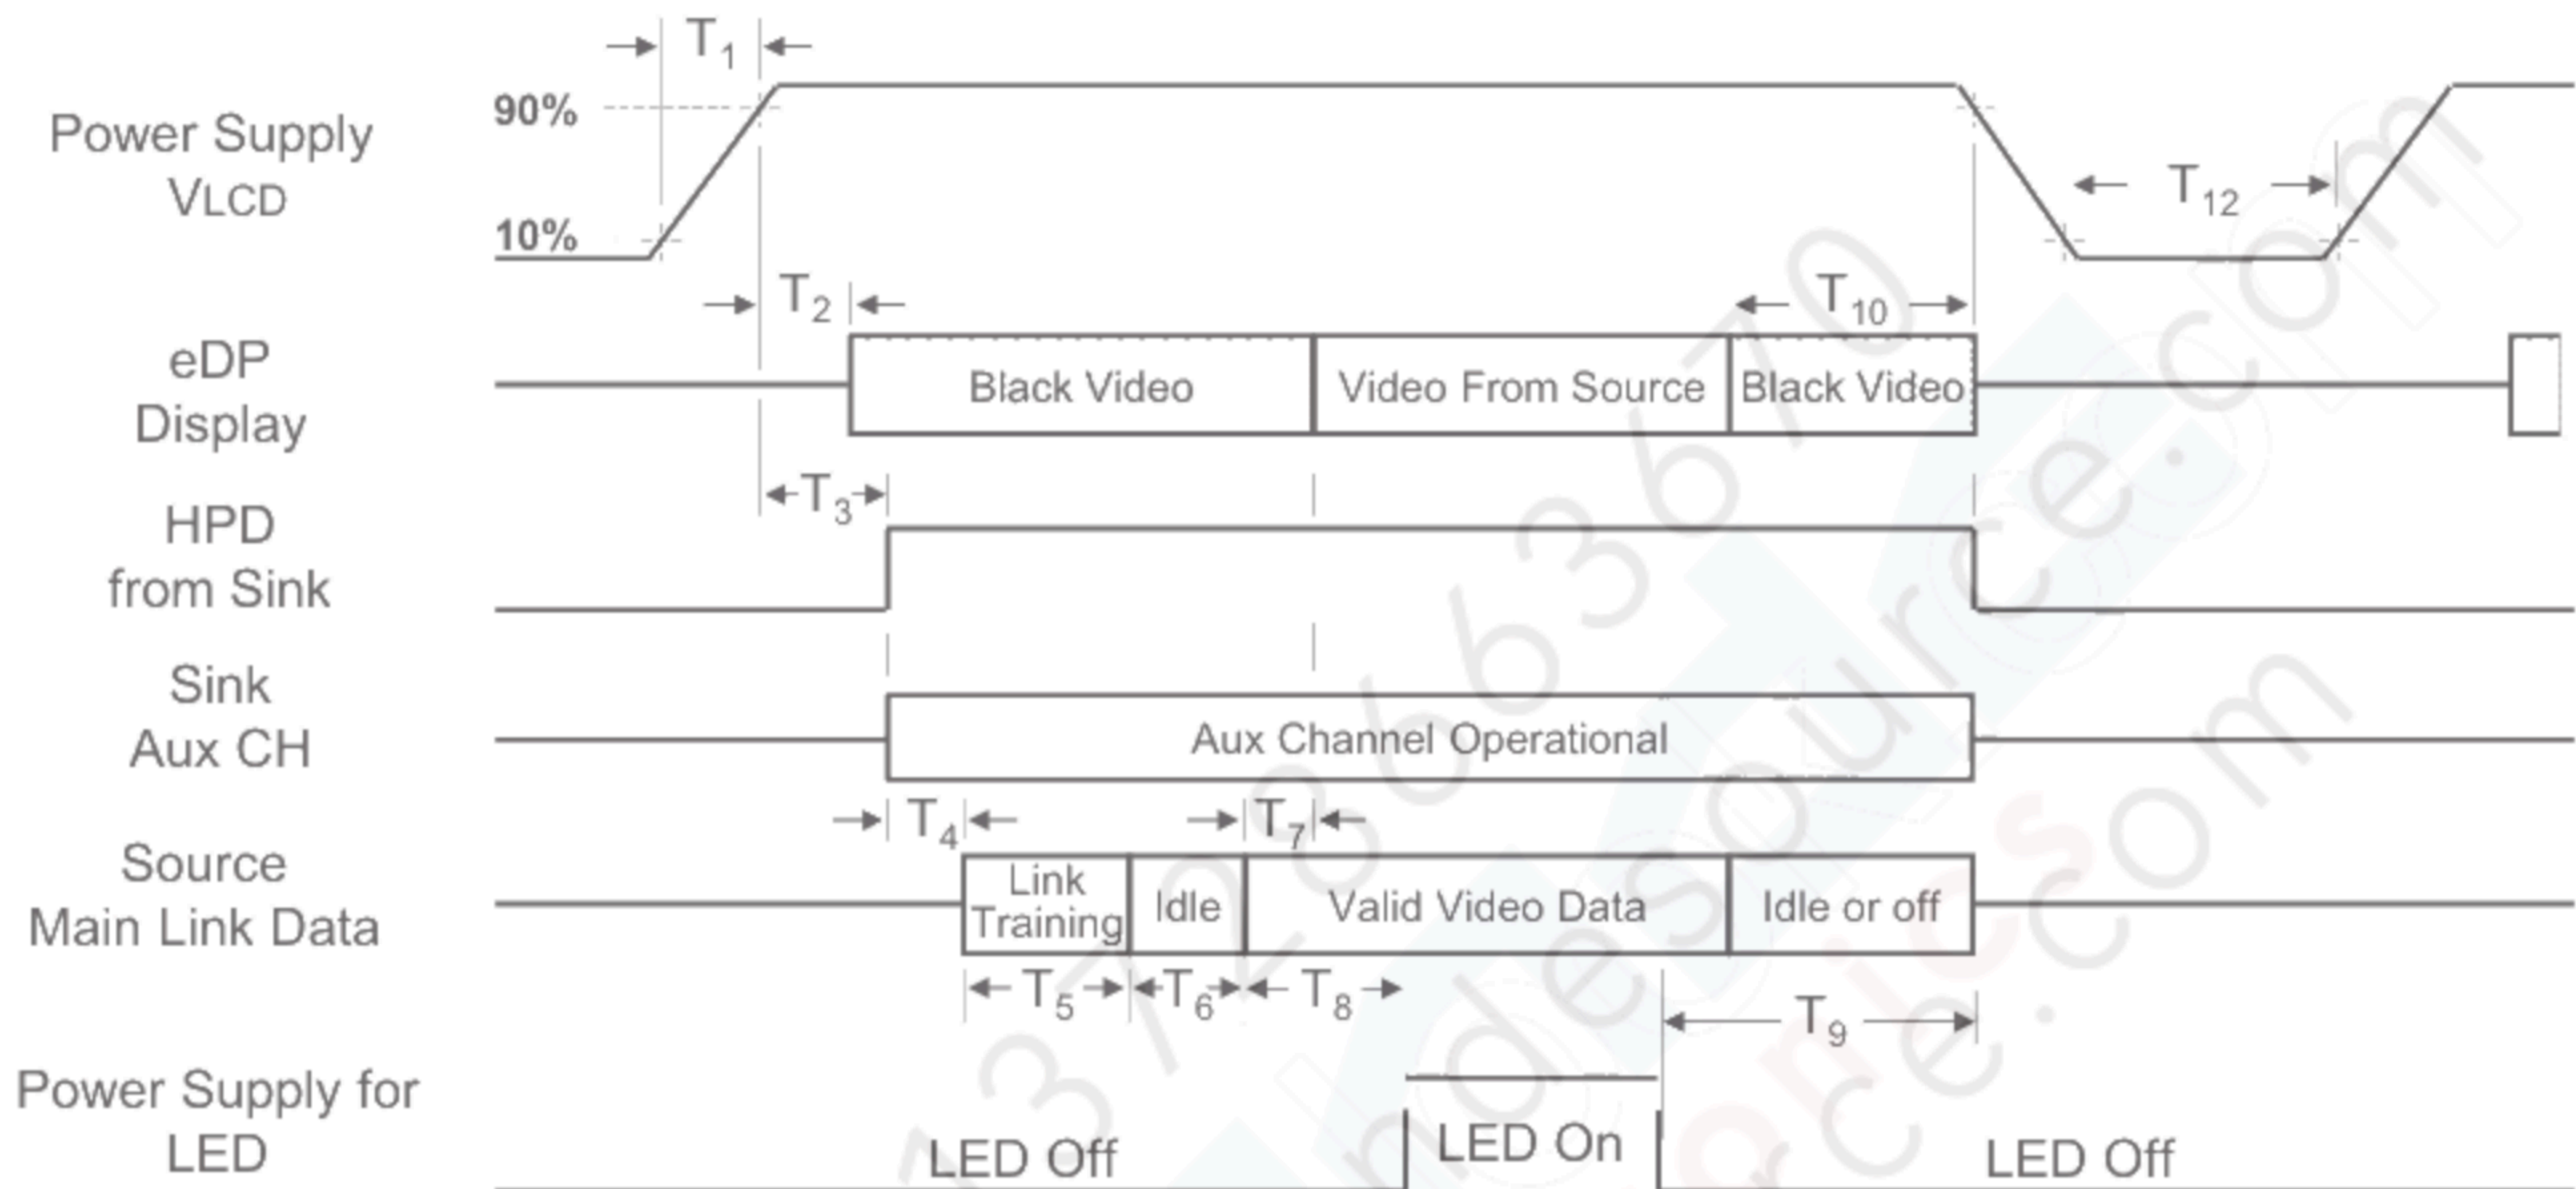 T1
90%
Power Supply
VLCD
T12
10%
T2
T10
eDP
Display
Black Video
Video From Source
Black Video
T3
HPD
from Sink
Sink
Aux CH
Aux Channel Operational
T4
T7
Source
Main Link Data
Link
Training
Idle
Valid Video Data
Idle or off
T5
T6
T8
T9
Power Supply for
LED
LED Off
LED On
LED Off